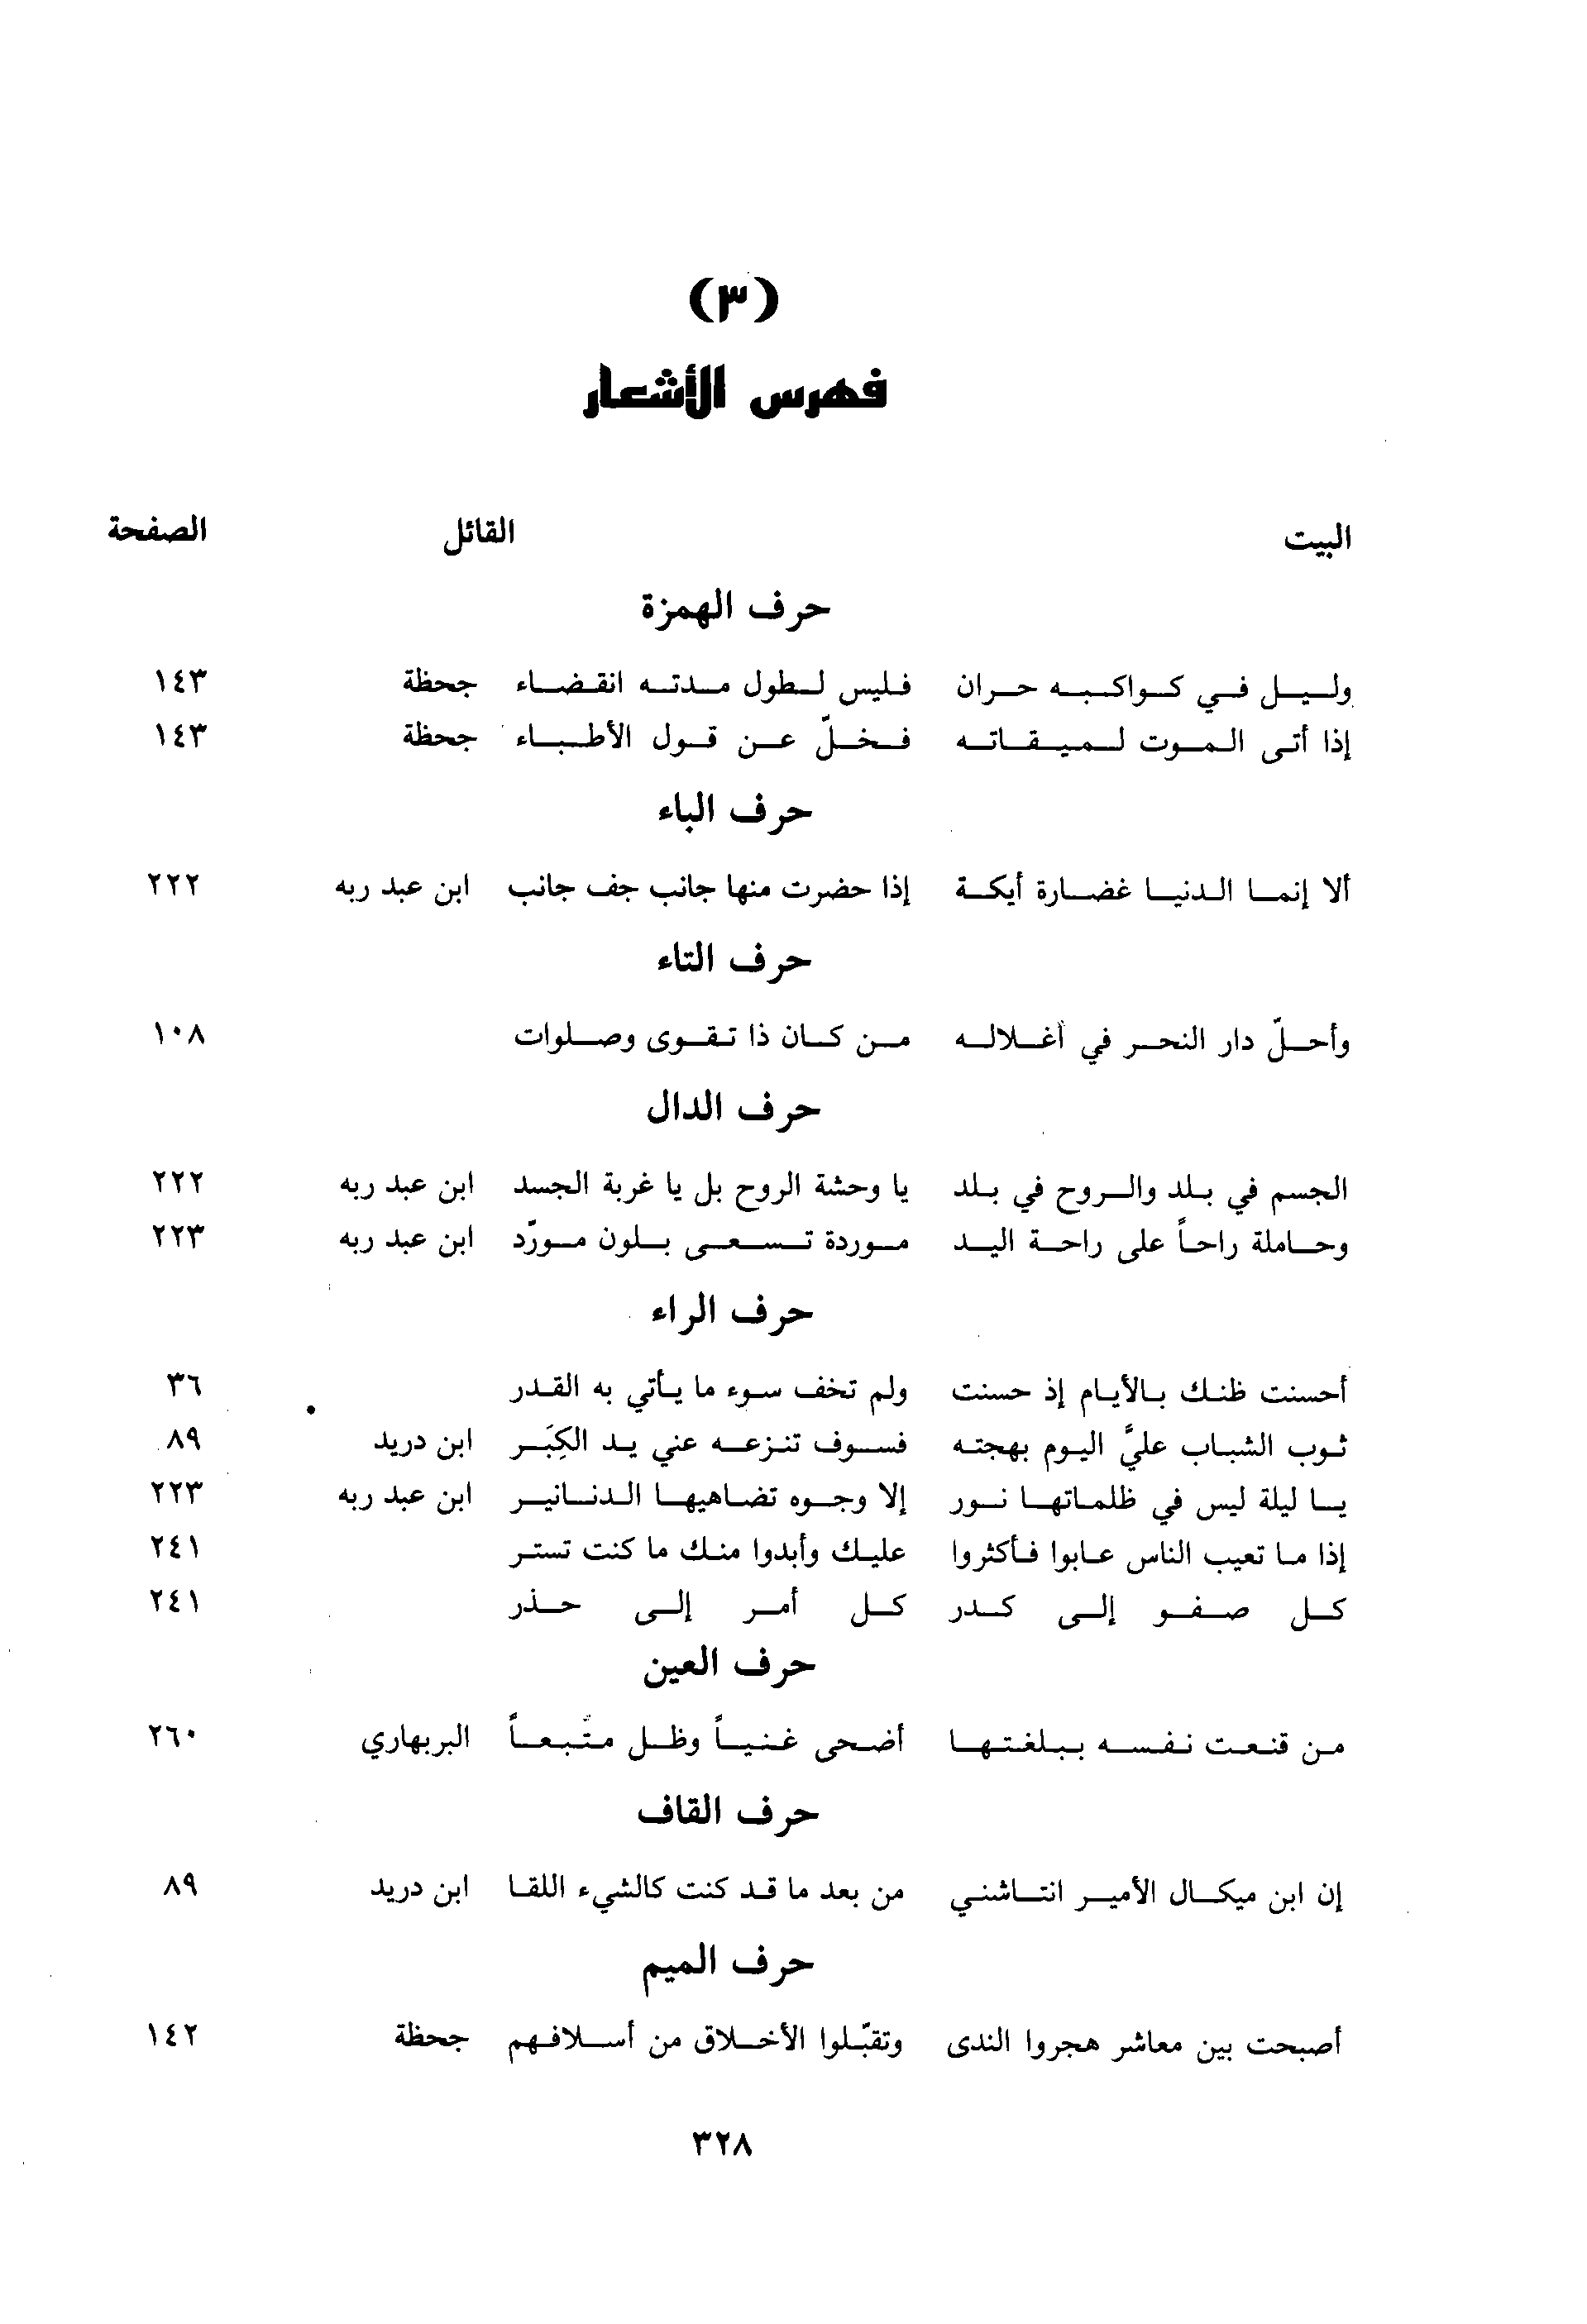 (٣)
فهرس الأشعار
البيت القائل الصفحة
حرف الهمزة
وليل في كواكبه حران فليس لطول مدته انقضاء جحظة ١٤٣
إذا أتى الموت لميقاته فخلّ عن قول الأطباء جحظة ١٤٣
حرف الباء
ألا إنما الدنيا غضارة أيكة إذا حضرت منها جانب جف جانب ابن عبد ربه ٢٢٢
حرف التاء
وأحلّ دار النحر في أغلاله من كان ذا تقوى وصلوات ١٠٨
حرف الدال
الجسم في بلد والروح في بلد يا وحشة الروح بل يا غربة الجسد ابن عبد ربه ٢٢٢
وحاملة راحاً على راحة اليد موردة تسعى بلون مورّد ابن عبد ربه ٢٢٣
حرف الراء
أحسنت ظنك بالأيام إذ حسنت ولم تخف سوء ما يأتي به القدر ٣٦
ثوب الشباب عليَّ اليوم بهجته فسوف تنزعه عني يد الكِبَر ابن دريد ٨٩
يا ليلة ليس في ظلماتها نور إلا وجوه تضاهيها الدنانير ابن عبد ربه ٢٢٣
إذا ما تعيب الناس عابوا فأكثروا عليك وأبدوا منك ما كنت تستر ٢٤١
كل صفو إلى كدر كل أمر إلى حذر ٢٤١
حرف العين
من قنعت نفسه ببلغتها أضحى غنياً وظل متّبعاً البربهاري ٢٦٠
حرف القاف
إن ابن ميكال الأمير انتاشني من بعد ما قد كنت كالشيء اللقا ابن دريد ٨٩
حرف الميم
أصبحت بين معاشر هجروا الندى وتقبّلوا الأخلاق من أسلافهم جحظة ١٤٢
٣٢٨